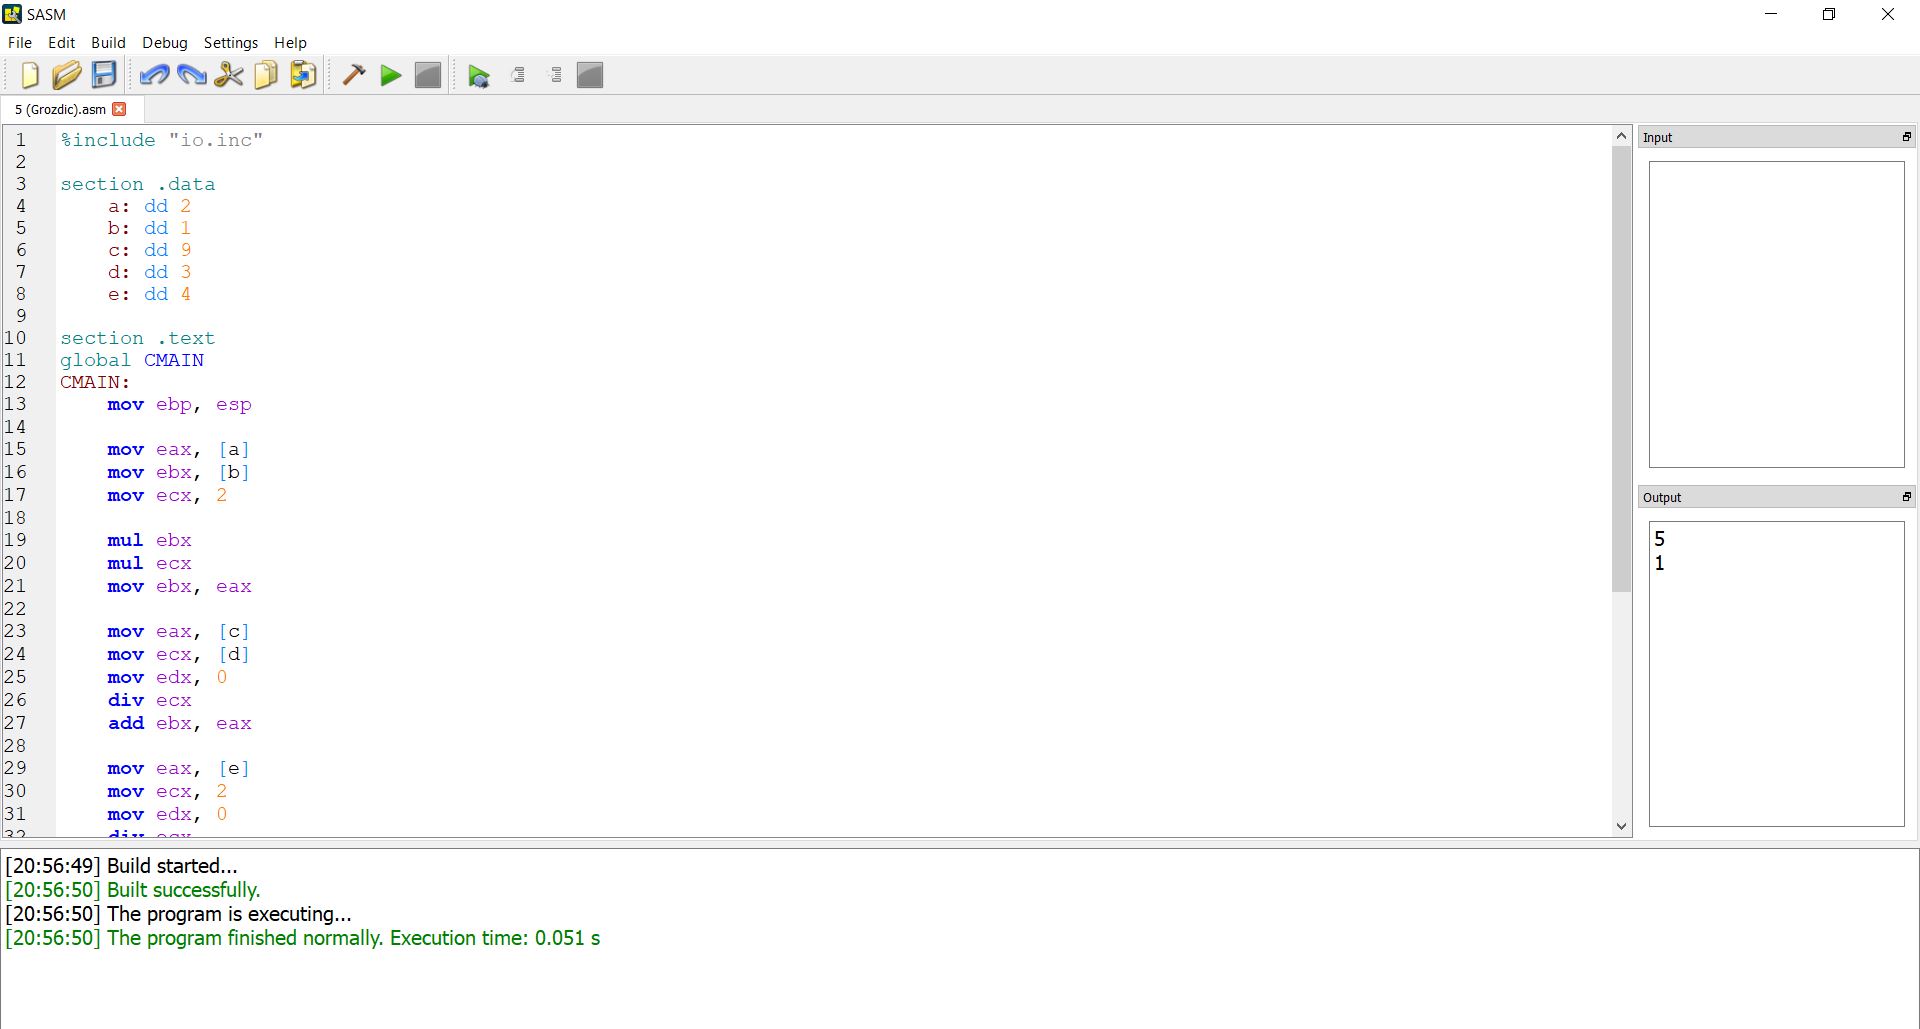 SASM
File Edit Build Debug Settings Help
5 (Grozdic).asm
1 %include "io.inc"
2
3 section .data
4 a: dd 2
5 b: dd 1
6 c: dd 9
7 d: dd 3
8 e: dd 4
9
10 section .text
11 global CMAIN
12 CMAIN:
13 mov ebp, esp
14
15 mov eax, [a]
16 mov ebx, [b]
17 mov ecx, 2
18
19 mul ebx
20 mul ecx
21 mov ebx, eax
22
23 mov eax, [c]
24 mov ecx, [d]
25 mov edx, 0
26 div ecx
27 add ebx, eax
28
29 mov eax, [e]
30 mov ecx, 2
31 mov edx, 0
32 div ecx
Input
Output
5
1
[20:56:49] Build started...
[20:56:50] Built successfully.
[20:56:50] The program is executing...
[20:56:50] The program finished normally. Execution time: 0.051 s